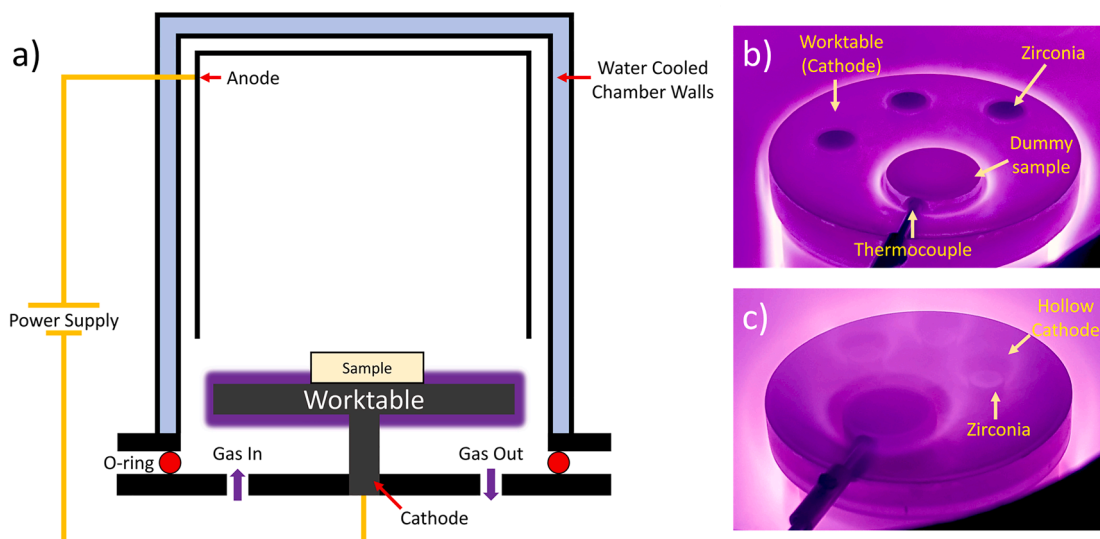 a)
Anode
Water Cooled
Chamber Walls
Power Supply
Sample
Worktable
O-ring
Gas In
Gas Out
Cathode
b)
Worktable
(Cathode)
Zirconia
Dummy
sample
Thermocouple
c)
Hollow
Cathode
Zirconia